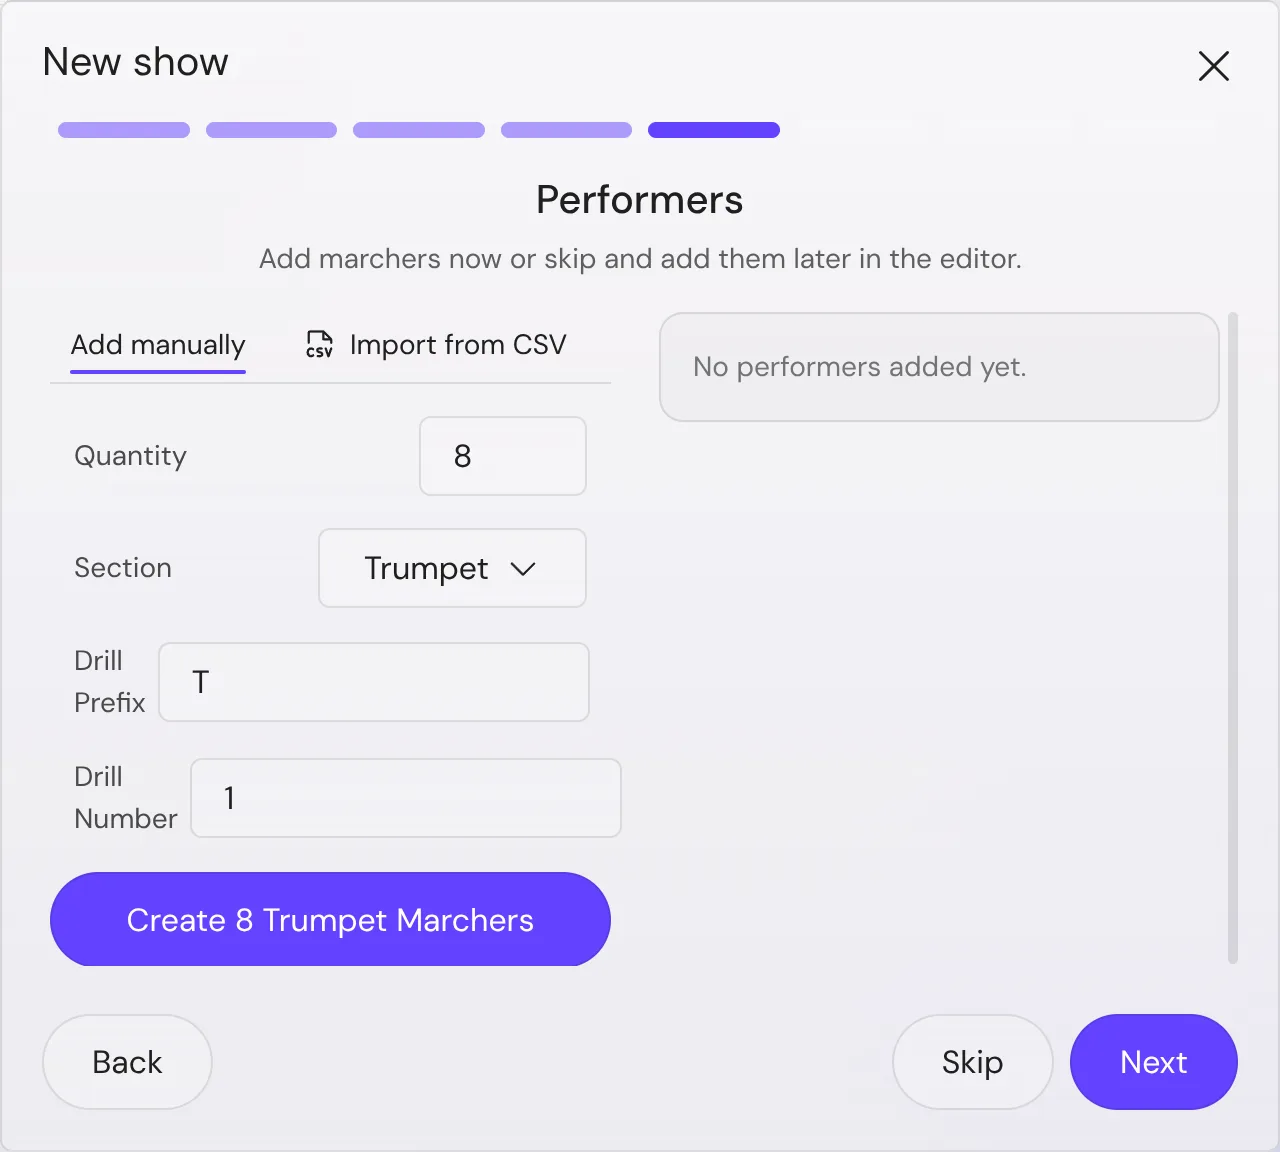 New show
Performers
Add marchers now or skip and add them later in the editor.
Add manually
CSV Import from CSV
No performers added yet.
Quantity
8
Section
Trumpet
Drill
Prefix
T
Drill
Number
1
Create 8 Trumpet Marchers
Back
Skip
Next